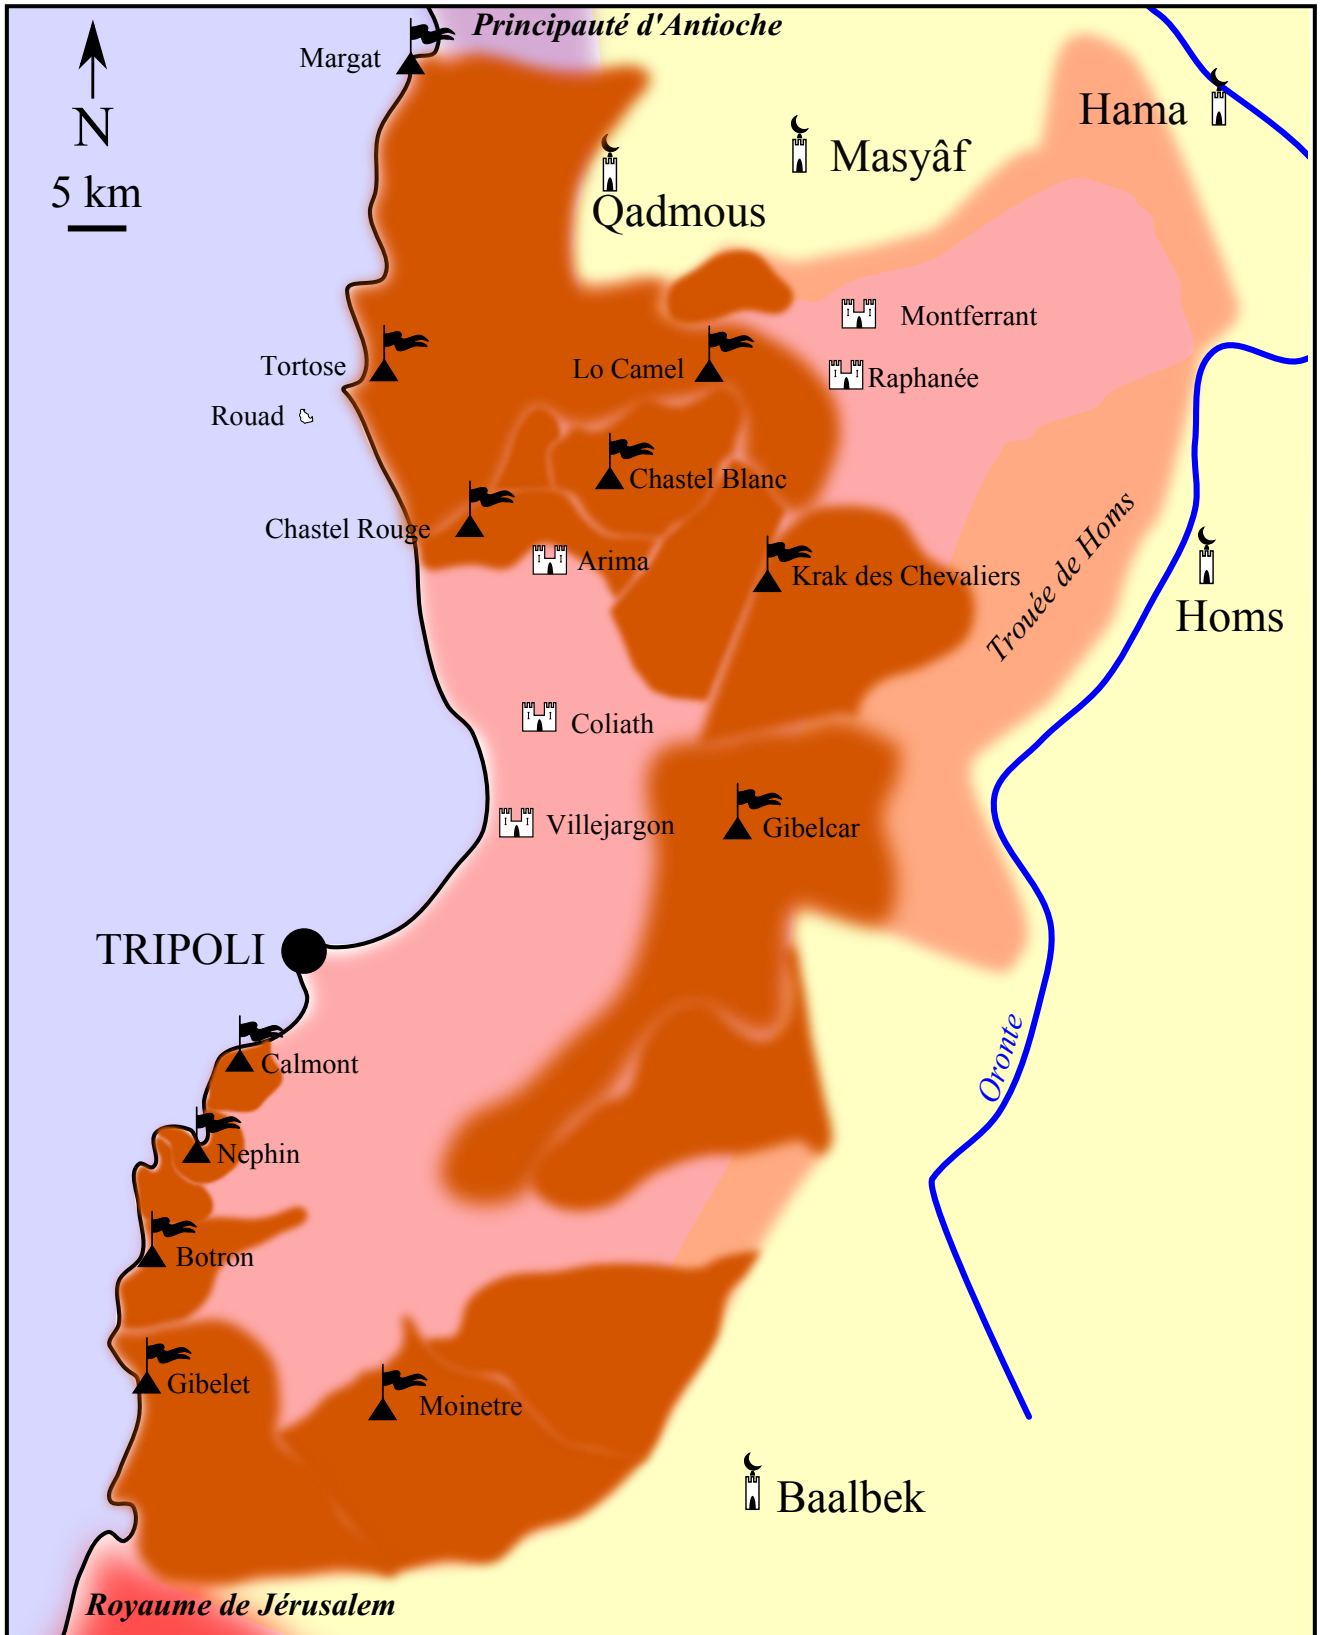 Principauté d'Antioche
Margat
N
5 km
Hama
Masyâf
Qadmous
Montferrant
Tortose
Lo Camel
Raphanée
Rouad
Chastel Blanc
Chastel Rouge
Arima
Krak des Chevaliers
Trouée de Homs
Homs
Coliath
Villejargon
Gibelcar
TRIPOLI
Oronte
Calmont
Nephin
Botron
Gibelet
Moinetre
Baalbek
Royaume de Jérusalem